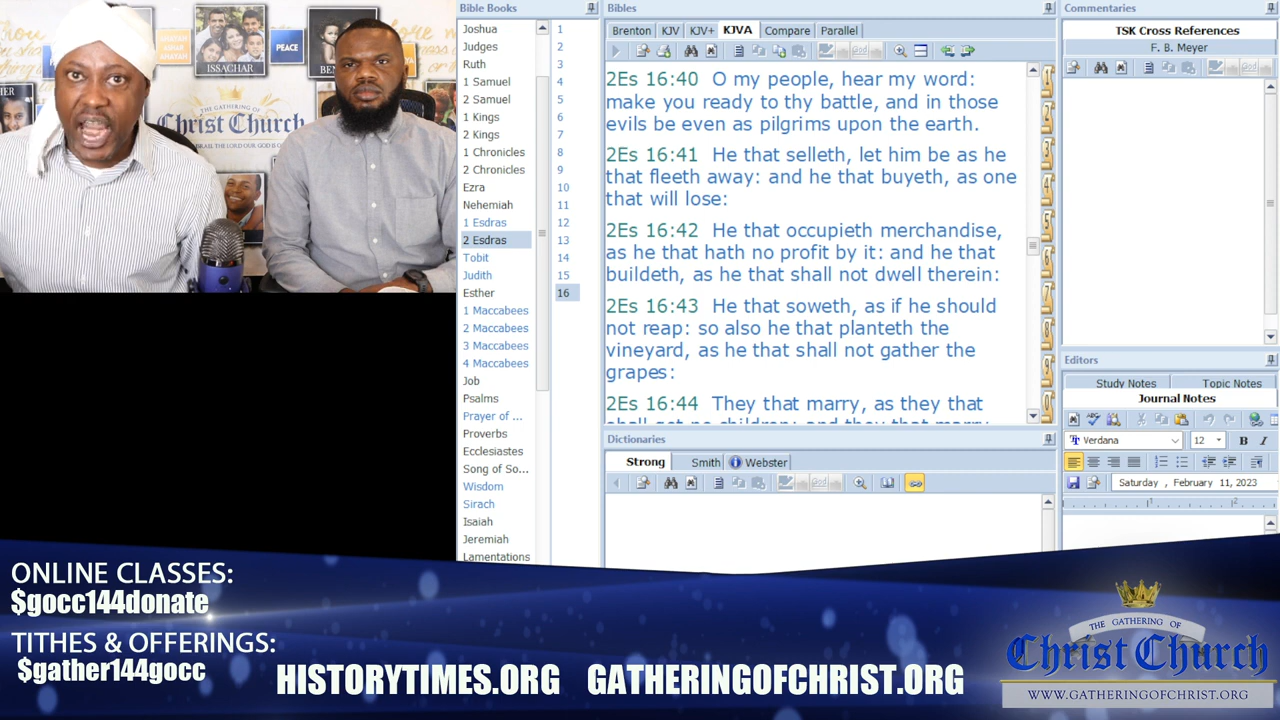 ISSACHAR
PEACE
THE GATHERING OF
Christ Church
Bible Books
Joshua
Judges
Ruth
1 Samuel
2 Samuel
1 Kings
2 Kings
1 Chronicles
2 Chronicles
Ezra
Nehemiah
1 Esdras
2 Esdras
Tobit
Judith
Esther
1 Maccabees
2 Maccabees
3 Maccabees
4 Maccabees
Job
Psalms
Prayer of ...
Proverbs
Ecclesiastes
Song of So...
Wisdom
Sirach
Isaiah
Jeremiah
Lamentations
1
2
3
4
5
6
7
8
9
10
11
12
13
14
15
16
Bibles
Brenton KJV KJV+ KJVA Compare Parallel
2Es 16:40 O my people, hear my word:
make you ready to thy battle, and in those
evils be even as pilgrims upon the earth.
2Es 16:41 He that selleth, let him be as he
that fleeth away: and he that buyeth, as one
that will lose:
2Es 16:42 He that occupieth merchandise,
as he that hath no profit by it: and he that
buildeth, as he that shall not dwell therein:
2Es 16:43 He that soweth, as if he should
not reap: so also he that planteth the
vineyard, as he that shall not gather the
grapes:
2Es 16:44 They that marry, as they that
Dictionaries
Strong Smith Webster
Commentaries
TSK Cross References
F. B. Meyer
Editors
Study Notes Topic Notes
Journal Notes
Verdana 12 B I
Saturday , February 11, 2023
1 2
ONLINE CLASSES:
$gocc144donate
TITHES & OFFERINGS:
$gather144gocc
HISTORYTIMES.ORG GATHERINGOFCHRIST.ORG
THE GATHERING OF
Christ Church
WWW.GATHERINGOFCHRIST.ORG